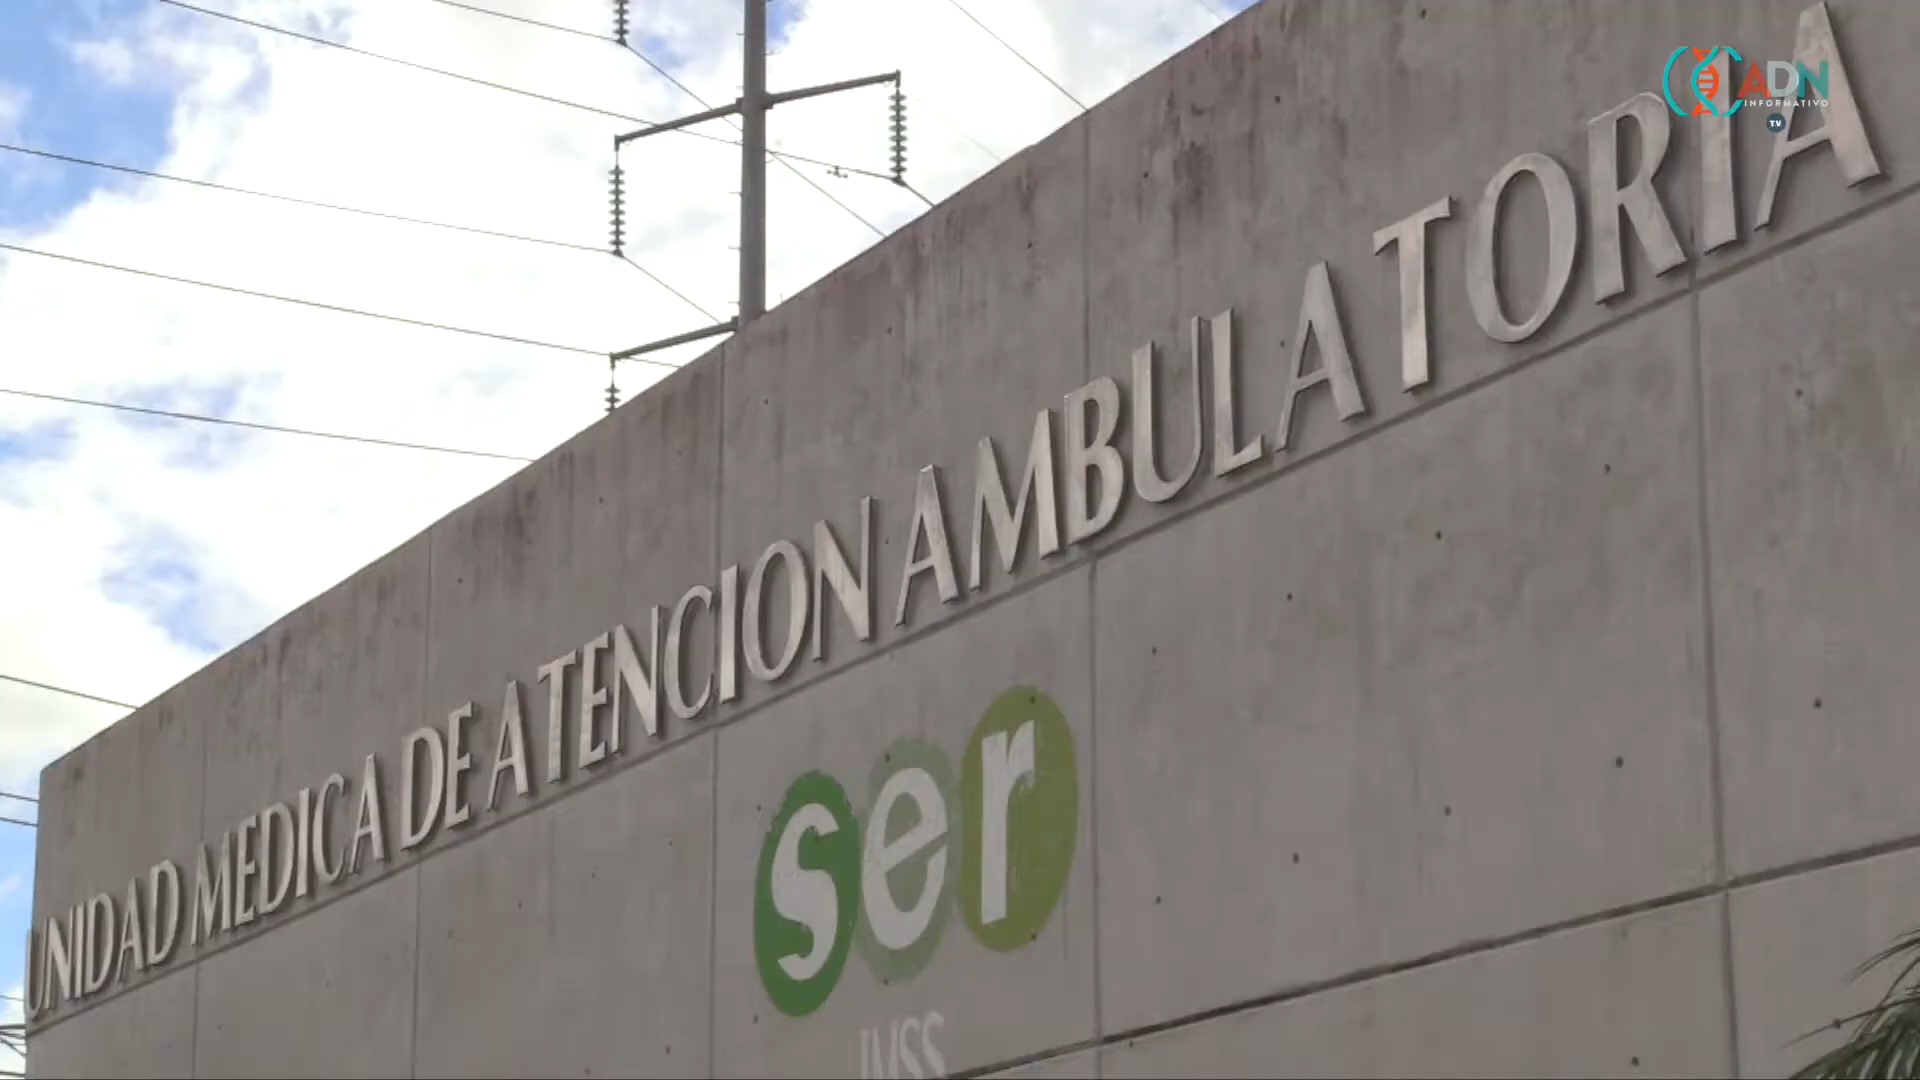 ADN
INFORMATIVO
TV
UNIDAD MEDICA DE ATENCION AMBULATORIA
ser
IMSS